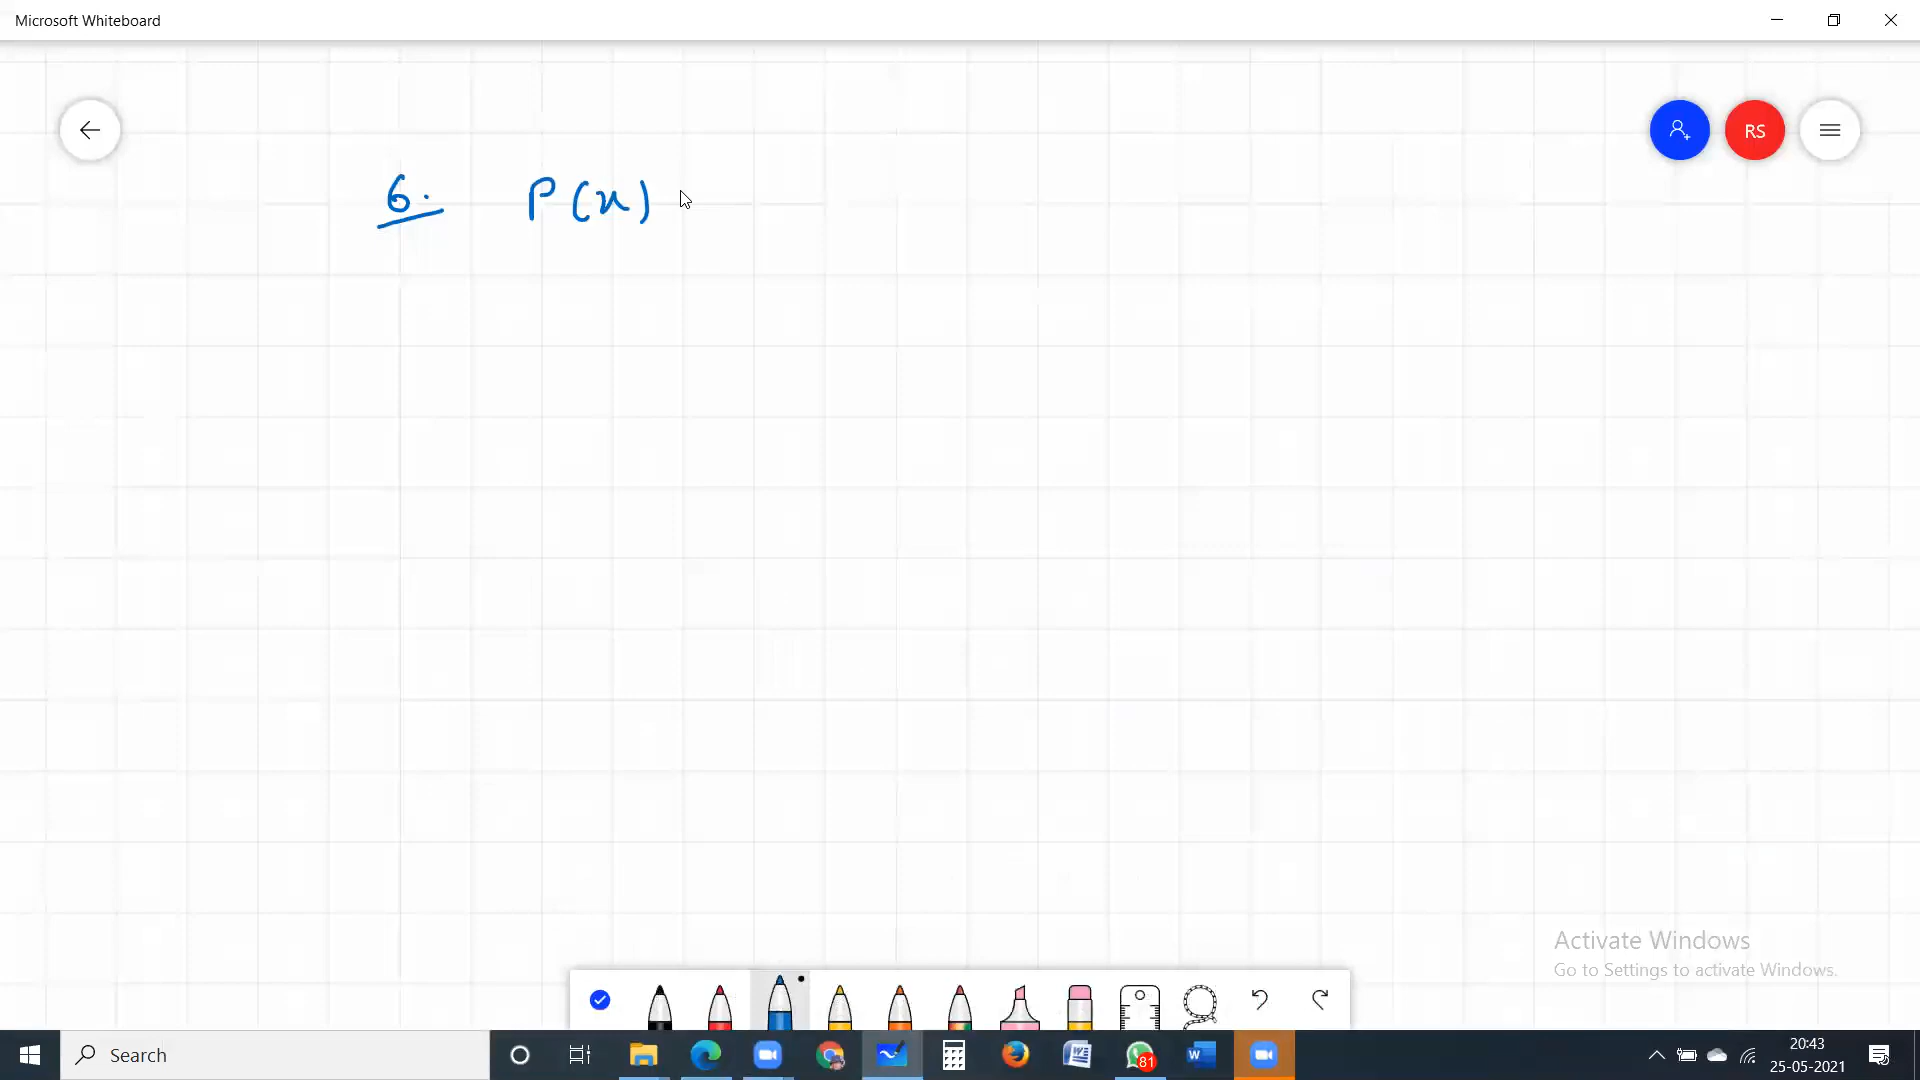 Microsoft Whiteboard
RS
6. P(x)
Activate Windows
Go to Settings to activate Windows.
Search
81
20:43
25-05-2021